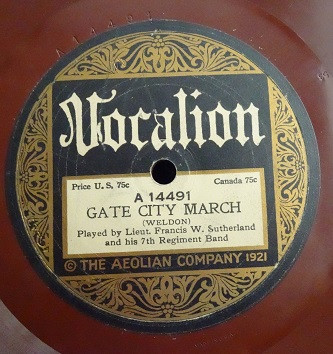 Vocalion
Price U.S. 75c Canada 75c
A 14491
GATE CITY MARCH
(WELDON)
Played by Lieut. Francis W. Sutherland
and his 7th Regiment Band
© THE AEOLIAN COMPANY 1921